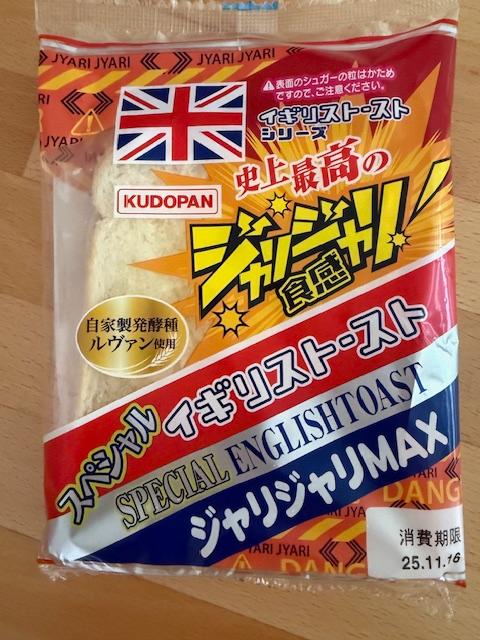 JYARI JYARI
JYARI JYARI
JYARI
⚠表面のシュガーの粒はかため
ですので、ご注意ください。
イギリストースト
シリーズ
史上最高の
ジャリジャリ!
食感
KUDOPAN
自家製発酵種
ルヴァン使用
スペシャル
イギリストースト
SPECIAL ENGLISHTOAST
ジャリジャリMAX
DANG
JYARI JYARI
消費期限
25.11.16